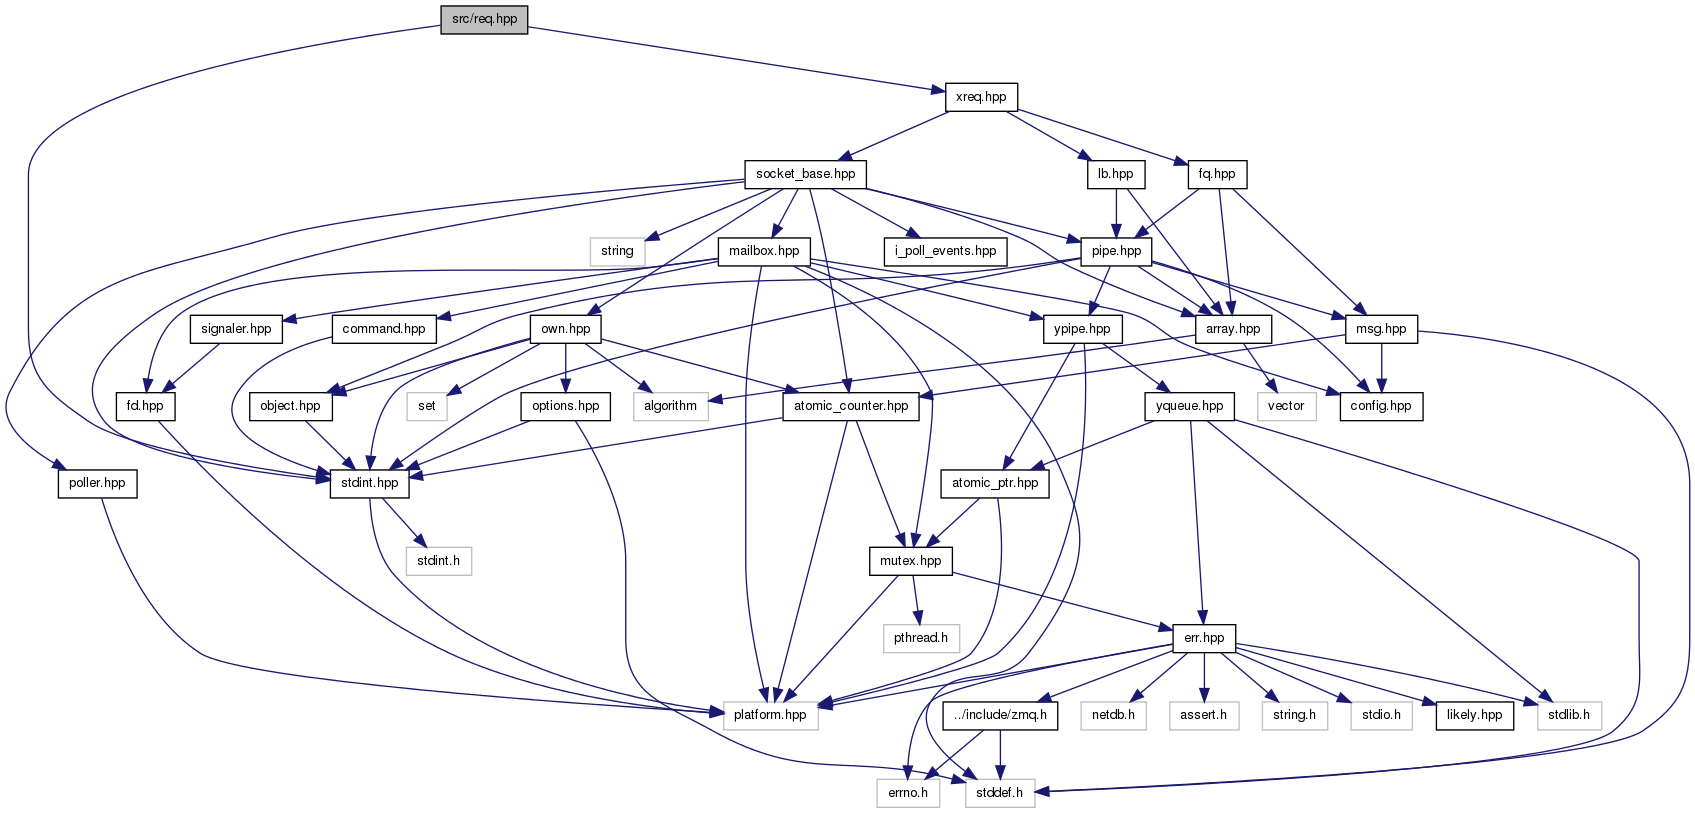 src/req.hpp
xreq.hpp
socket_base.hpp
lb.hpp
fq.hpp
string
mailbox.hpp
i_poll_events.hpp
pipe.hpp
signaler.hpp
command.hpp
own.hpp
ypipe.hpp
array.hpp
msg.hpp
fd.hpp
object.hpp
set
options.hpp
algorithm
atomic_counter.hpp
yqueue.hpp
vector
config.hpp
poller.hpp
stdint.hpp
atomic_ptr.hpp
stdint.h
mutex.hpp
pthread.h
err.hpp
platform.hpp
../include/zmq.h
netdb.h
assert.h
string.h
stdio.h
likely.hpp
stdlib.h
errno.h
stddef.h